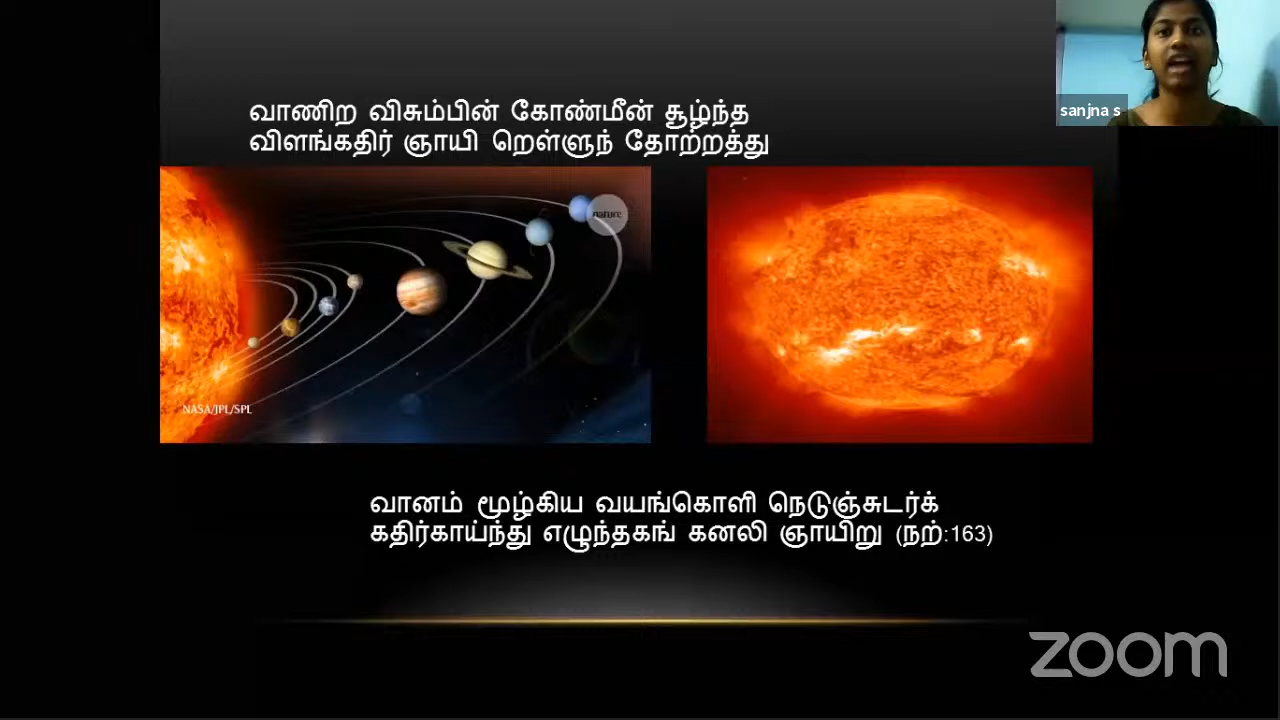 sanjna s
வாணிற விசும்பின் கோண்மீன் சூழ்ந்த
விளங்கதிர் ஞாயி றெள்ளுந் தோற்றத்து
nature
NASA/JPL/SPL
வானம் மூழ்கிய வயங்கொளி நெடுஞ்சுடர்க்
கதிர்காய்ந்து எழுந்தகங் கனலி ஞாயிறு (நற்:163)
zoom